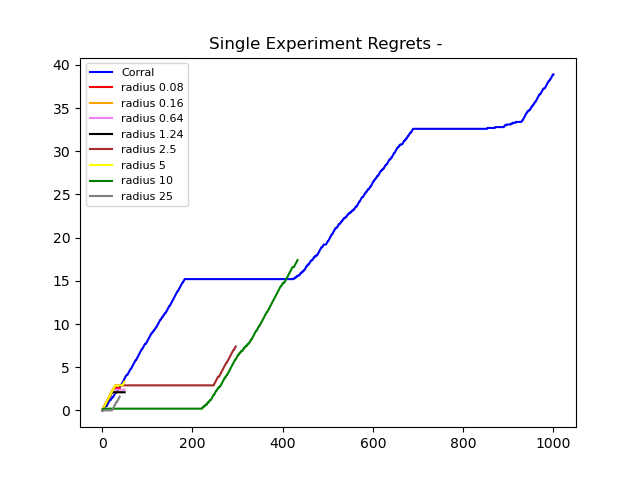 Single Experiment Regrets -
40
35
30
25
20
15
10
5
0
Corral
radius 0.08
radius 0.16
radius 0.64
radius 1.24
radius 2.5
radius 5
radius 10
radius 25
0 200 400 600 800 1000